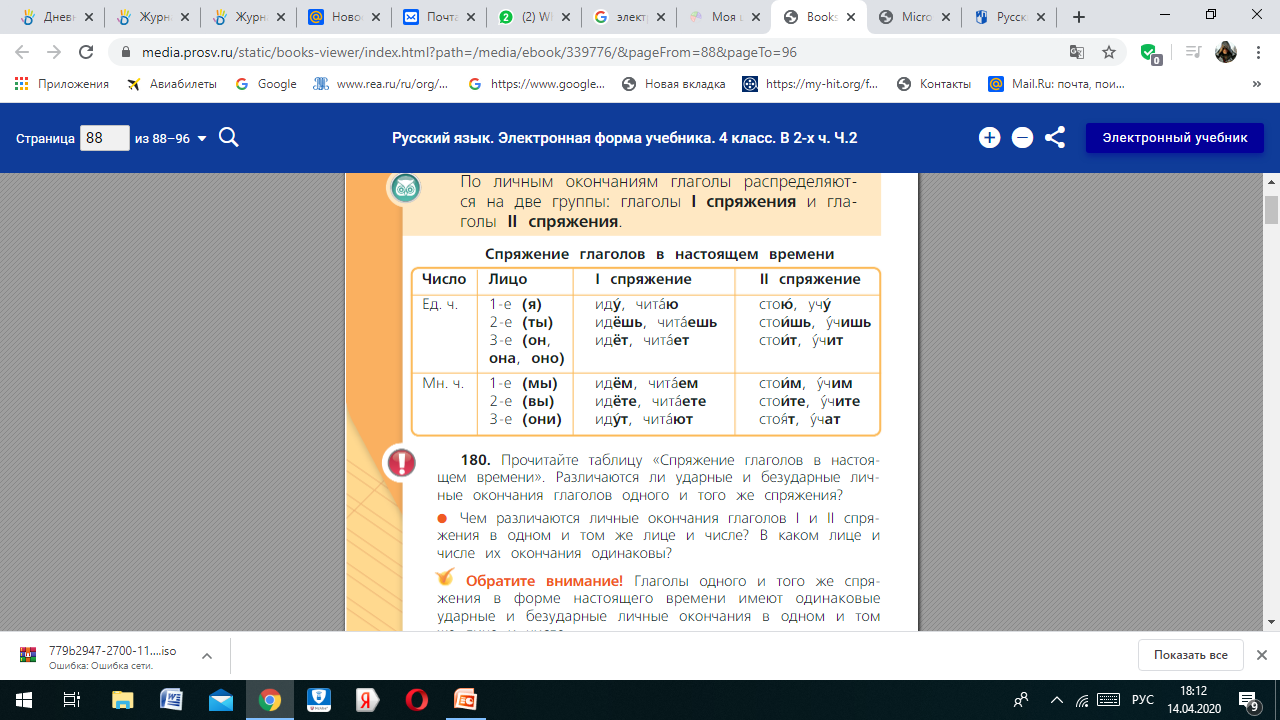 Дневн
Журна
Журна
Новос
Почта
(2) Wh
электр
Моя ш
Books
Micro
Русск
media.prosv.ru/static/books-viewer/index.html?path=/media/ebook/339776/&pageFrom=88&pageTo=96
0
Приложения Авиабилеты Google www.rea.ru/ru/org/... https://www.google... Новая вкладка https://my-hit.org/f... Контакты Mail.Ru: почта, пои... »
Страница 88 из 88–96 Русский язык. Электронная форма учебника. 4 класс. В 2-х ч. Ч.2 Электронный учебник
По личным окончаниям глаголы распределяют-
ся на две группы: глаголы I спряжения и гла-
голы II спряжения.
Спряжение глаголов в настоящем времени
Число Лицо I спряжение II спряжение
Ед. ч. 1-е (я) иду́, чита́ю стою́, учу́
2-е (ты) идёшь, чита́ешь стои́шь, у́чишь
3-е (он, идёт, чита́ет стои́т, у́чит
она, оно)
Мн. ч. 1-е (мы) идём, чита́ем стои́м, у́чим
2-е (вы) идёте, чита́ете стои́те, у́чите
3-е (они) иду́т, чита́ют стоя́т, у́чат
180. Прочитайте таблицу «Спряжение глаголов в настоя-
щем времени». Различаются ли ударные и безударные лич-
ные окончания глаголов одного и того же спряжения?
Чем различаются личные окончания глаголов I и II спря-
жения в одном и том же лице и числе? В каком лице и
числе их окончания одинаковы?
Обратите внимание! Глаголы одного и того же спря-
жения в форме настоящего времени имеют одинаковые
ударные и безударные личные окончания в одном и том
779b2947-2700-11....iso
Ошибка: Ошибка сети.
Показать все
РУС
18:12
14.04.2020
9